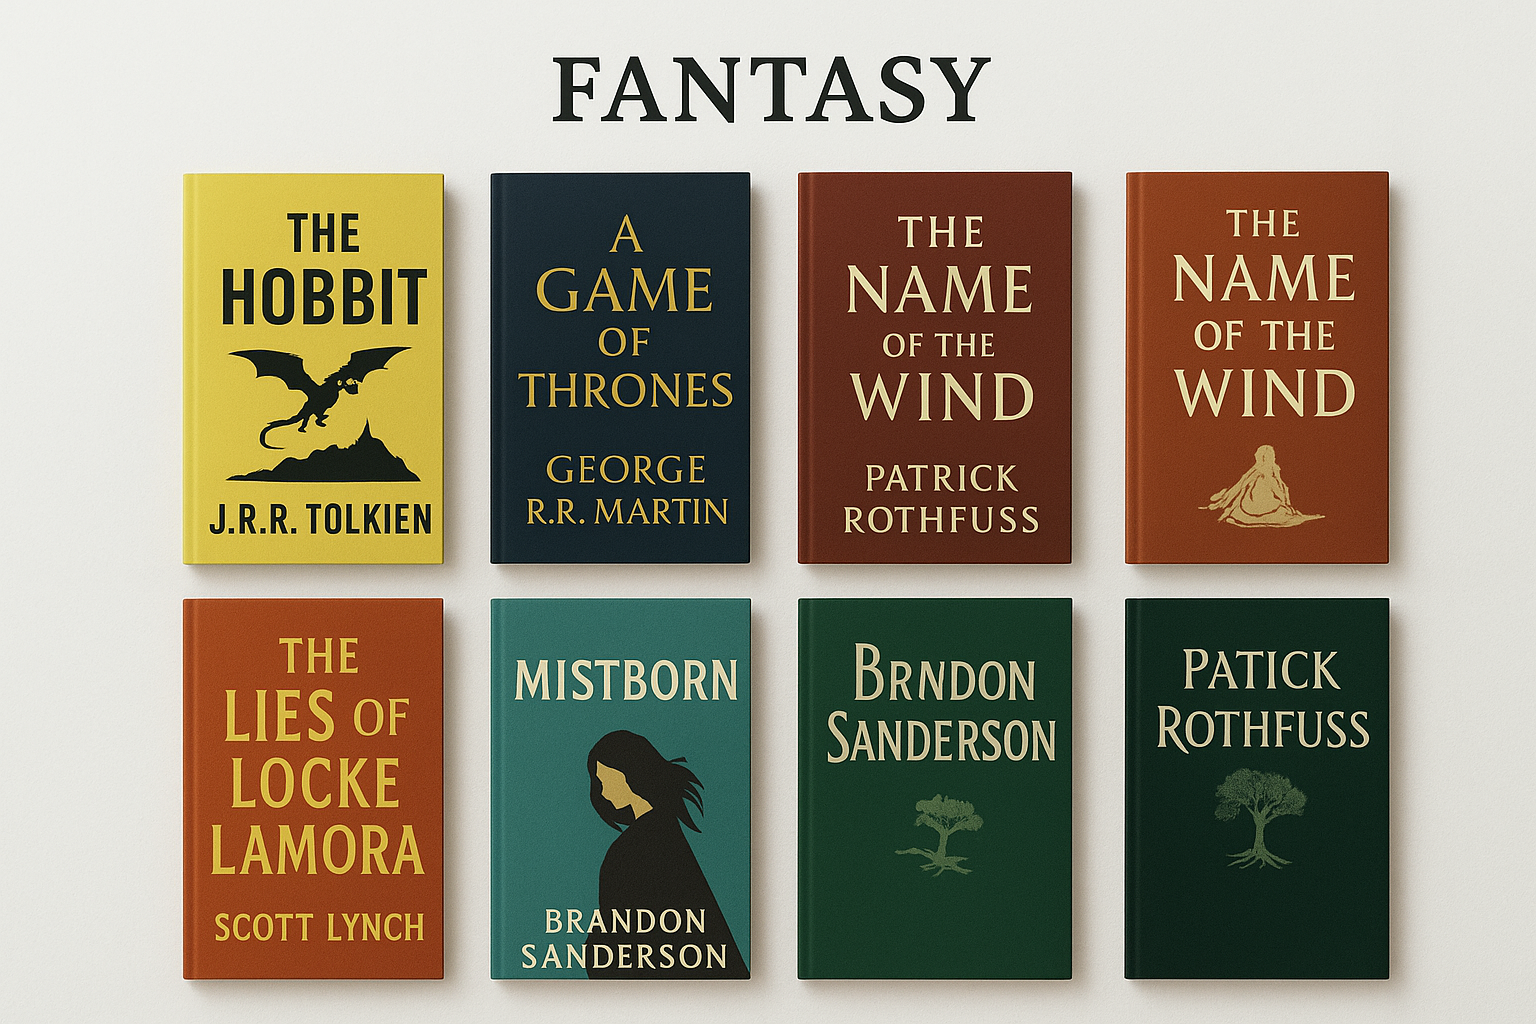 FANTASY
THE
HOBBIT
J.R.R. TOLKIEN
A
GAME
OF
THRONES
GEORGE
R.R. MARTIN
THE
NAME
OF THE
WIND
PATRICK
ROTHFUSS
THE
NAME
OF THE
WIND
THE
LIES OF
LOCKE
LAMORA
SCOTT LYNCH
MISTBORN
BRANDON
SANDERSON
BRNDON
SANDERSON
PATICK
ROTHFUSS